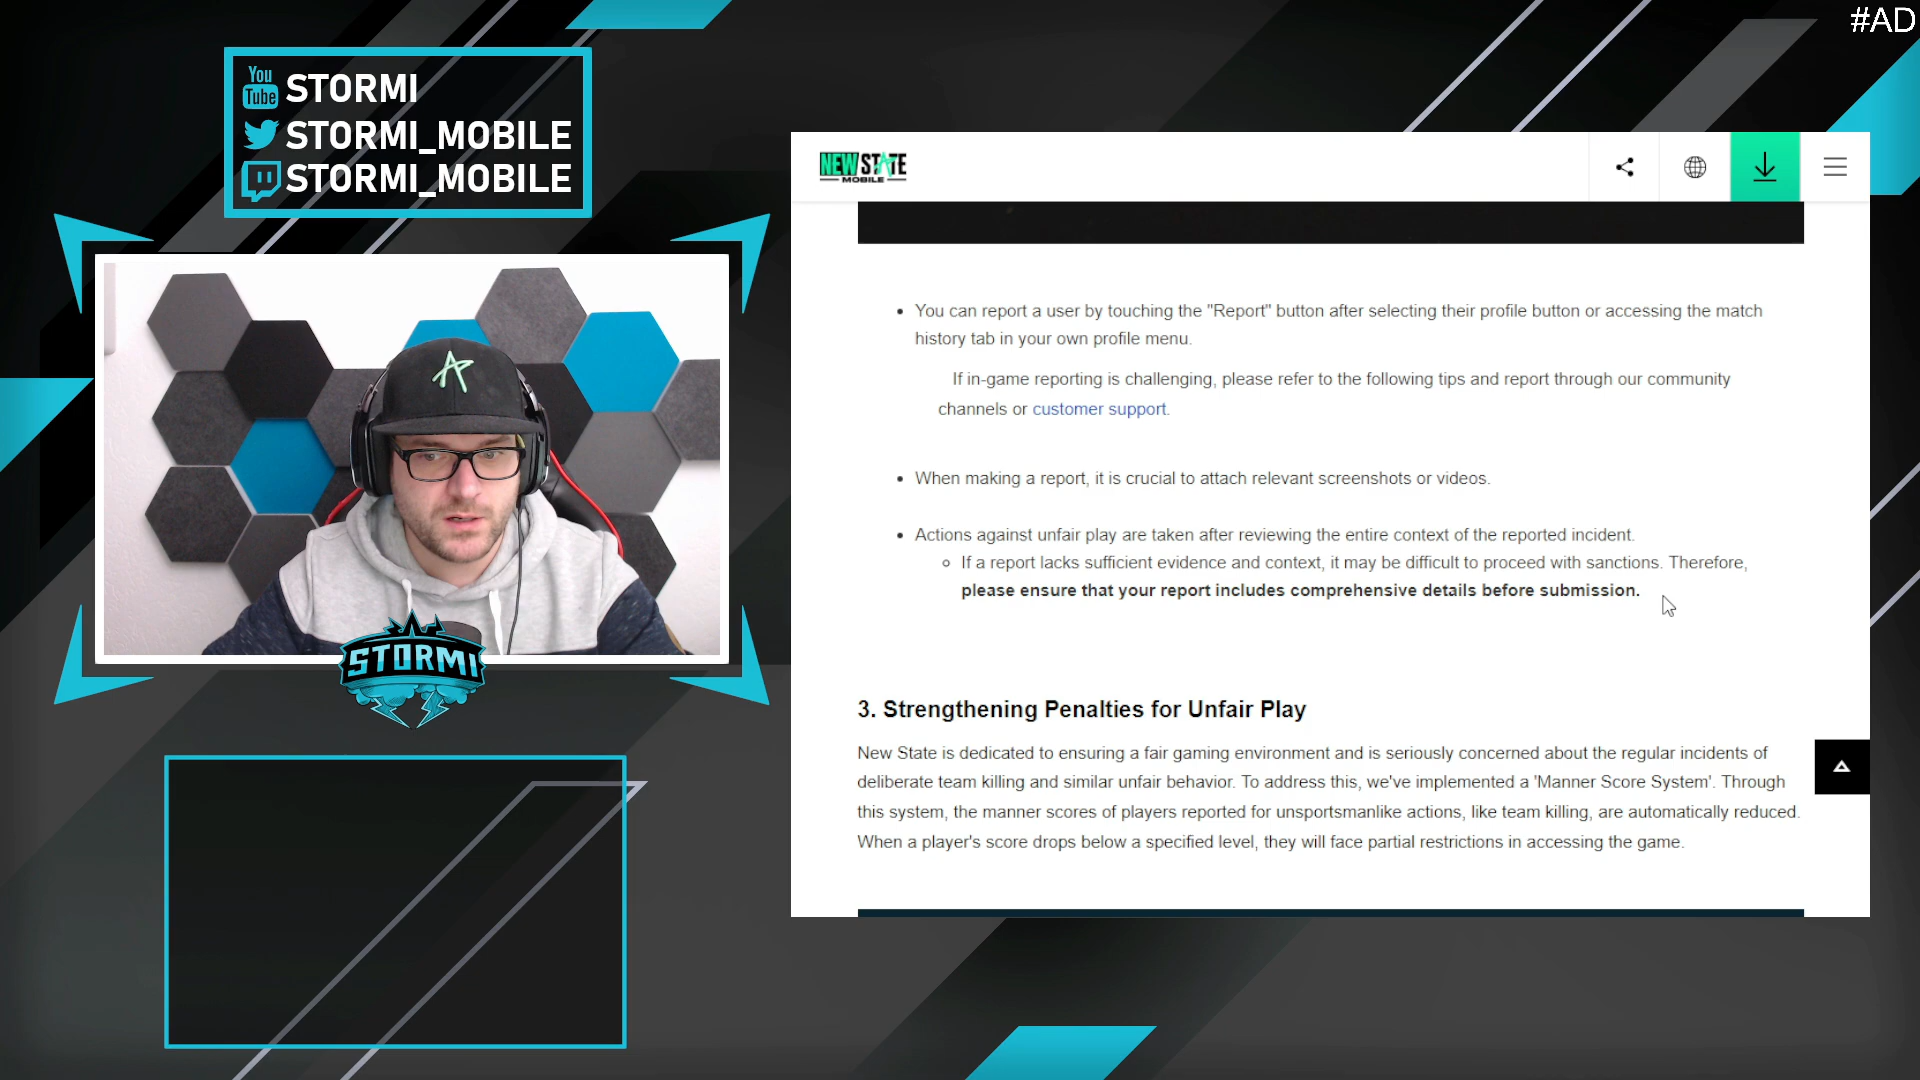 #AD
You
Tube
STORMI
STORMI_MOBILE
STORMI_MOBILE
STORMI
NEW STATE
MOBILE
You can report a user by touching the "Report" button after selecting their profile button or accessing the match
history tab in your own profile menu.
If in-game reporting is challenging, please refer to the following tips and report through our community
channels or customer support.
When making a report, it is crucial to attach relevant screenshots or videos.
Actions against unfair play are taken after reviewing the entire context of the reported incident.
If a report lacks sufficient evidence and context, it may be difficult to proceed with sanctions. Therefore,
please ensure that your report includes comprehensive details before submission.
3. Strengthening Penalties for Unfair Play
New State is dedicated to ensuring a fair gaming environment and is seriously concerned about the regular incidents of
deliberate team killing and similar unfair behavior. To address this, we've implemented a 'Manner Score System'. Through
this system, the manner scores of players reported for unsportsmanlike actions, like team killing, are automatically reduced.
When a player's score drops below a specified level, they will face partial restrictions in accessing the game.